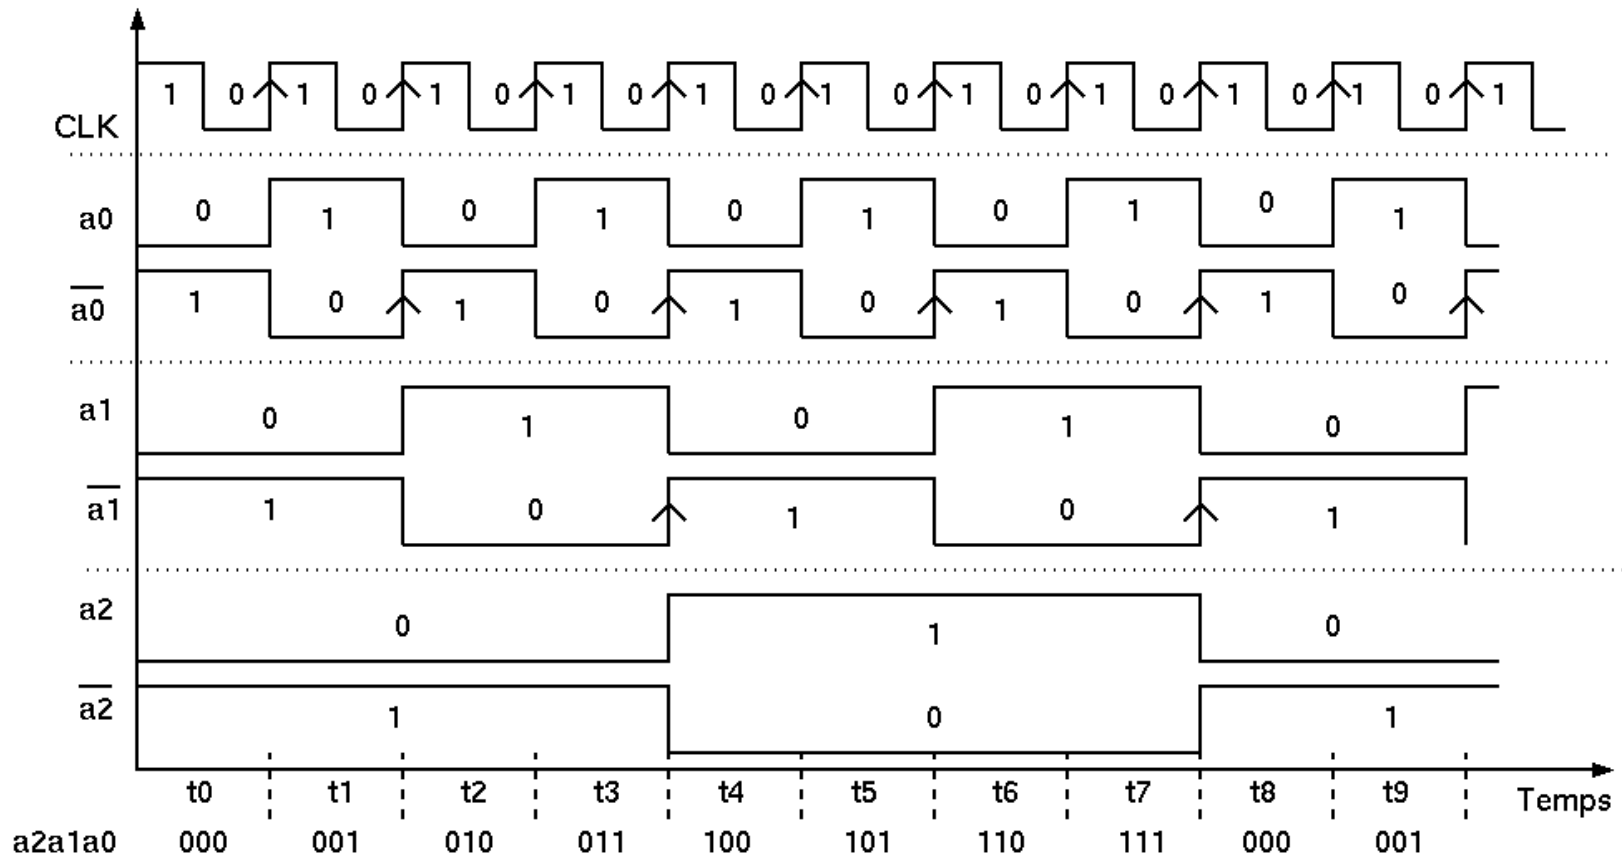 1 0 1 0 1 0 1 0 1 0 1 0 1 0 1 0 1 0 1 0 1
CLK
a0 0 1 0 1 0 1 0 1 0 1
a0 1 0 1 0 1 0 1 0 1 0
a1 0 1 0 1 0
a1 1 0 1 0 1
a2 0 1 0
a2 1 0 1
t0 t1 t2 t3 t4 t5 t6 t7 t8 t9 Temps
a2a1a0 000 001 010 011 100 101 110 111 000 001